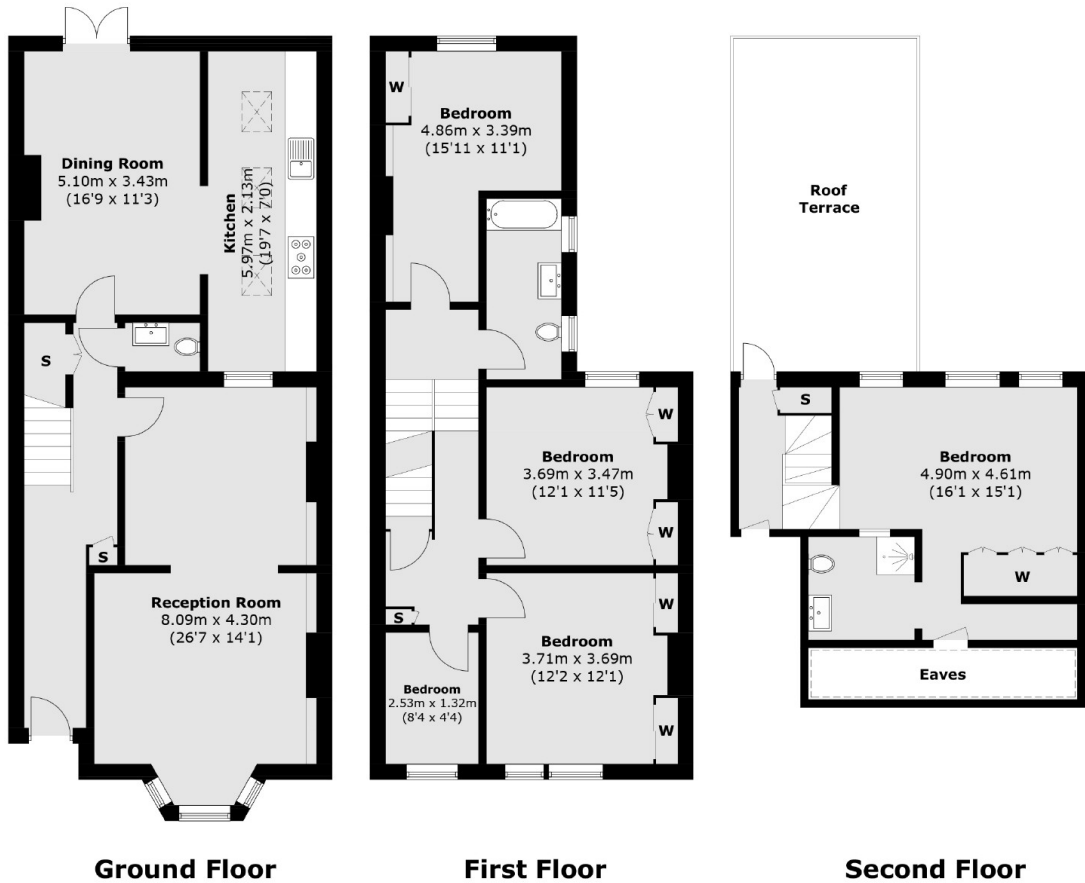 Dining Room
5.10m x 3.43m
(16'9 x 11'3)
Kitchen
5.97m x 2.13m
(19'7 x 7'0)
S
S
Reception Room
8.09m x 4.30m
(26'7 x 14'1)
Ground Floor
W
Bedroom
4.86m x 3.39m
(15'11 x 11'1)
Bedroom
3.69m x 3.47m
(12'1 x 11'5)
W
W
W
W
S
Bedroom
3.71m x 3.69m
(12'2 x 12'1)
Bedroom
2.53m x 1.32m
(8'4 x 4'4)
First Floor
Roof
Terrace
S
Bedroom
4.90m x 4.61m
(16'1 x 15'1)
W
Eaves
Second Floor